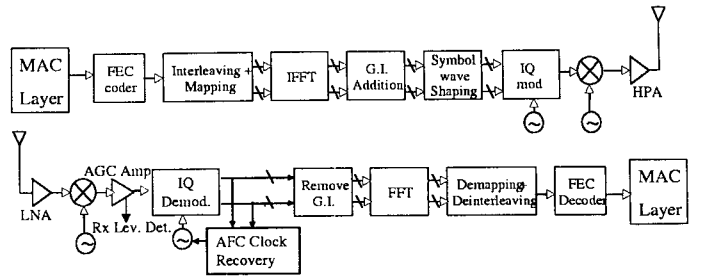 MAC
Layer
FEC
coder
Interleaving +
Mapping
IFFT
G.I.
Addition
Symbol
wave
Shaping
IQ
mod
HPA
LNA
AGC Amp
Rx Lev. Det.
IQ
Demod.
AFC Clock
Recovery
Remove
G.I.
FFT
Demapping+
Deinterleaving
FEC
Decoder
MAC
Layer